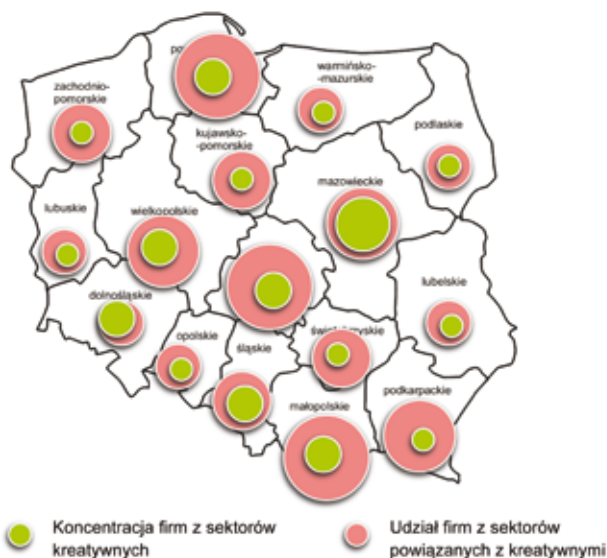 zachodnio-
pomorskie
warmińsko-
-mazurskie
podlaskie
kujawsko-
-pomorskie
mazowieckie
lubuskie
wielkopolskie
lubelskie
dolnośląskie
opolskie
śląskie
małopolskie
podkarpackie
Koncentracja firm z sektorów
kreatywnych
Udział firm z sektorów
powiązanych z kreatywnymi